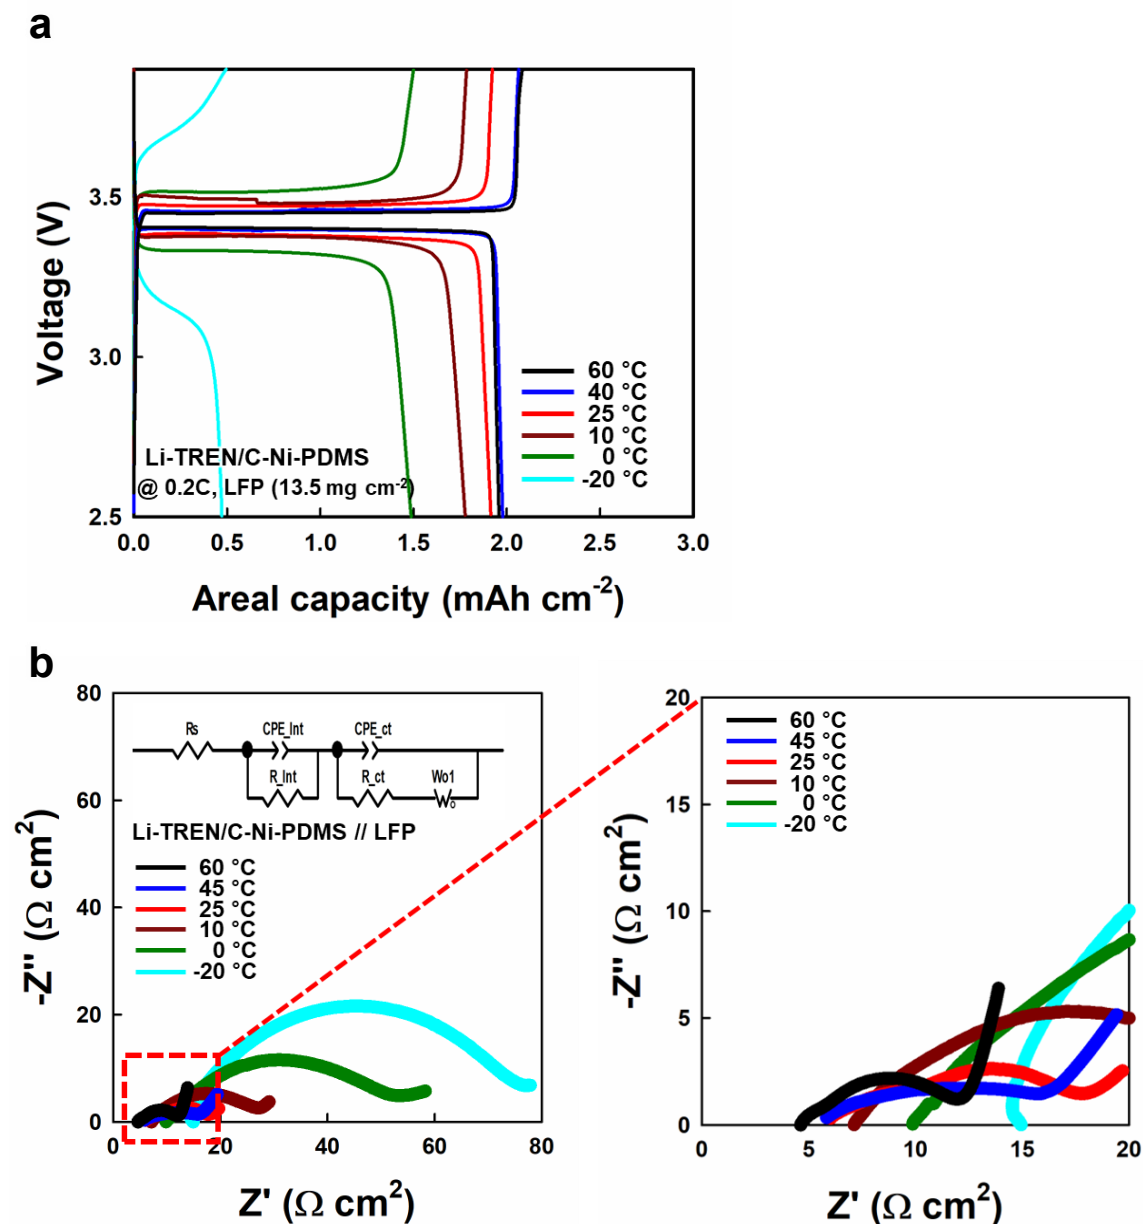 a
Voltage (V)
3.5
3.0
2.5
60 °C
40 °C
25 °C
10 °C
0 °C
-20 °C
Li-TREN/C-Ni-PDMS
@ 0.2C, LFP (13.5 mg cm-2)
0.0 0.5 1.0 1.5 2.0 2.5 3.0
Areal capacity (mAh cm-2)
b
-Z'' (Ω cm2)
80
60
40
20
0
Rs CPE_Int CPE_ct
R_Int R_ct Wo1
Li-TREN/C-Ni-PDMS // LFP
60 °C
45 °C
25 °C
10 °C
0 °C
-20 °C
0 20 40 60 80
Z' (Ω cm2)
-Z'' (Ω cm2)
20
15
10
5
0
60 °C
45 °C
25 °C
10 °C
0 °C
-20 °C
0 5 10 15 20
Z' (Ω cm2)